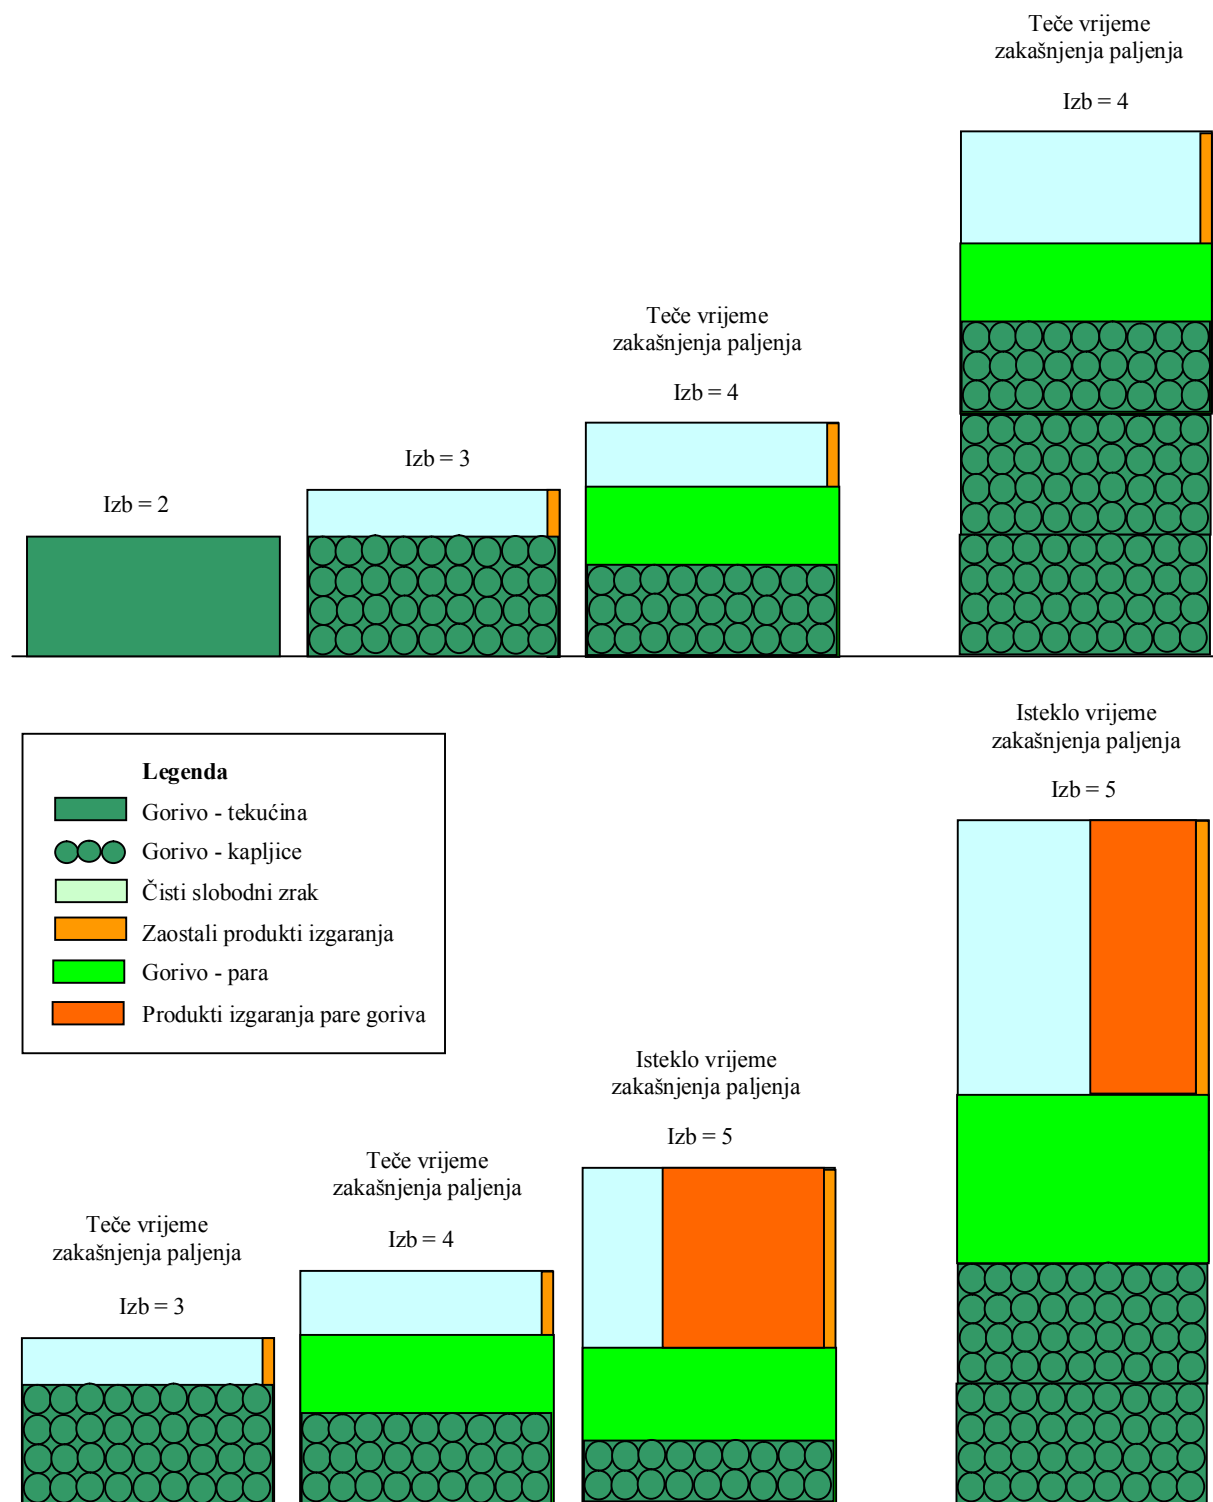 Teče vrijeme
zakašnjenja paljenja
Izb = 4
Teče vrijeme
zakašnjenja paljenja
Izb = 4
Izb = 3
Izb = 2
Isteklo vrijeme
zakašnjenja paljenja
Izb = 5
Legenda
Gorivo - tekućina
Gorivo - kapljice
Čisti slobodni zrak
Zaostali produkti izgaranja
Gorivo - para
Produkti izgaranja pare goriva
Isteklo vrijeme
zakašnjenja paljenja
Izb = 5
Teče vrijeme
zakašnjenja paljenja
Izb = 4
Teče vrijeme
zakašnjenja paljenja
Izb = 3